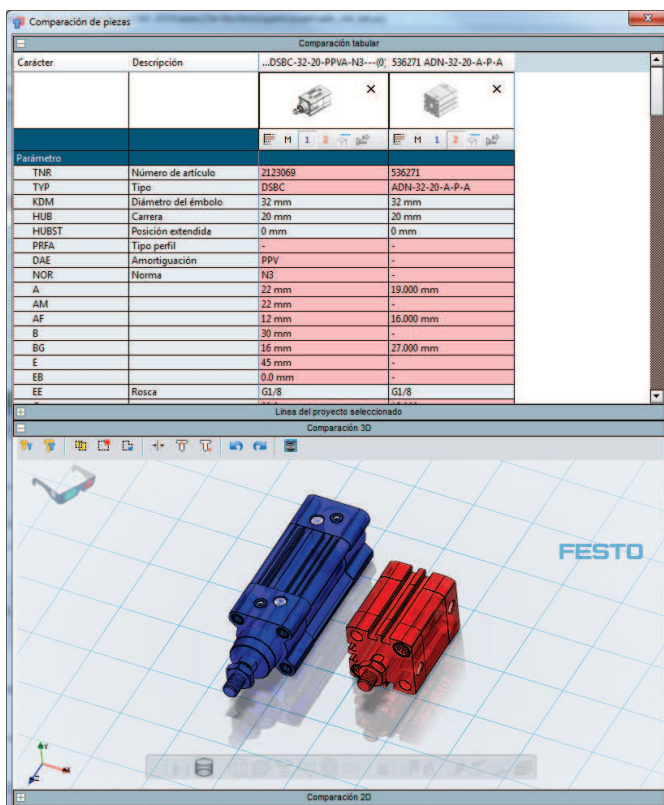 Comparación de piezas
Comparación tabular
Carácter Descripción ...DSBC-32-20-PPVA-N3---(0) 536271 ADN-32-20-A-P-A
M 1 2 M 1 2
Parámetro
TNR Número de artículo 2123069 536271
TYP Tipo DSBC ADN-32-20-A-P-A
KDM Diámetro del émbolo 32 mm 32 mm
HUB Carrera 20 mm 20 mm
HUBST Posición extendida 0 mm 0 mm
PRFA Tipo perfil - -
DAE Amortiguación PPV -
NOR Norma N3 -
A 22 mm 19.000 mm
AM 22 mm -
AF 12 mm 16.000 mm
B 30 mm -
BG 16 mm 27.000 mm
E 45 mm -
EB 0.0 mm -
EE Rosca G1/8 G1/8
Linea del proyecto seleccionado
Comparación 3D
FESTO
Y
X
Comparación 2D